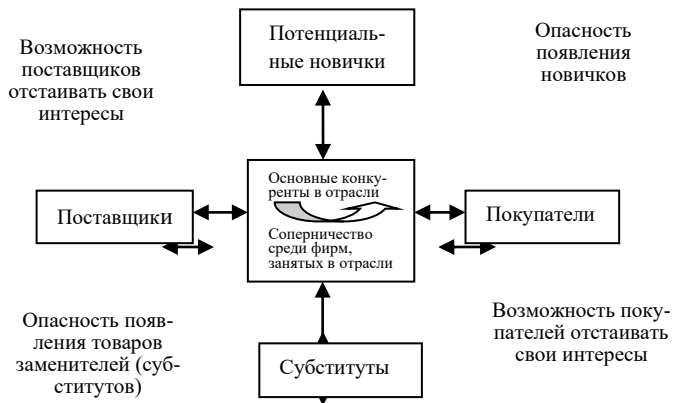 Потенциаль-
ные новички
Опасность
появления
новичков
Возможность
поставщиков
отстаивать свои
интересы
Основные конку-
ренты в отрасли
Соперничество
среди фирм,
занятых в отрасли
Поставщики
Покупатели
Опасность появ-
ления товаров
заменителей (суб-
ститутов)
Субституты
Возможность поку-
пателей отстаивать
свои интересы